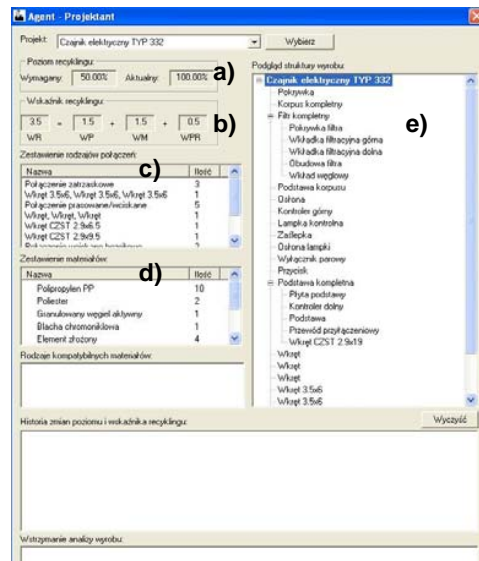 Agent - Projektant
Projekt: Czajnik elektryczny TYP 332 Wybierz
Poziom recyklingu
Wymagany: 50.00% Aktualny: 100.00% a)
Wskaźnik recyklingu:
3.5 = 1.5 + 1.5 + 0.5 b)
WR WP WM WPR
Zestawienie rodzajów połączeń:
c)
Nazwa Ilość
Połączenie zatrzaskowe 3
Wkręt 3.5x6, Wkręt 3.5x6, Wkręt 3.5x6 1
Połączenie prasowane/wciskane 5
Wkręt, Wkręt, Wkręt 1
Wkręt CZST 2.9x6.5 1
Wkręt CZST 2.9x9.5 1
Zestawienie materiałów:
d)
Nazwa Ilość
Polipropylen PP 10
Poliester 2
Granulowany węgiel aktywny 1
Blacha chromoniklowa 1
Element złożony 4
Rodzaje kompatybilnych materiałów:
Podgląd struktury wyrobu:
Czajnik elektryczny TYP 332
e)
Pokrywka
Korpus kompletny
Filtr kompletny
Pokrywka filtra
Wkładka filtracyjna górna
Wkładka filtracyjna dolna
Obudowa filtra
Wkład węglowy
Podstawa korpusu
Osłona
Kontroler górny
Lampka kontrolna
Zaślepka
Osłona lampki
Wyłącznik parowy
Przycisk
Podstawa kompletna
Płyta podstawy
Kontroler dolny
Podstawa
Przewód przyłączeniowy
Wkręt CZST 2.9x19
Wkręt
Wkręt
Wkręt
Wkręt 3.5x6
Wkręt 3.5x6
Historia zmian poziomu i wskaźnika recyklingu: Wyczyść
Wstrzymanie analizy wyrobu: